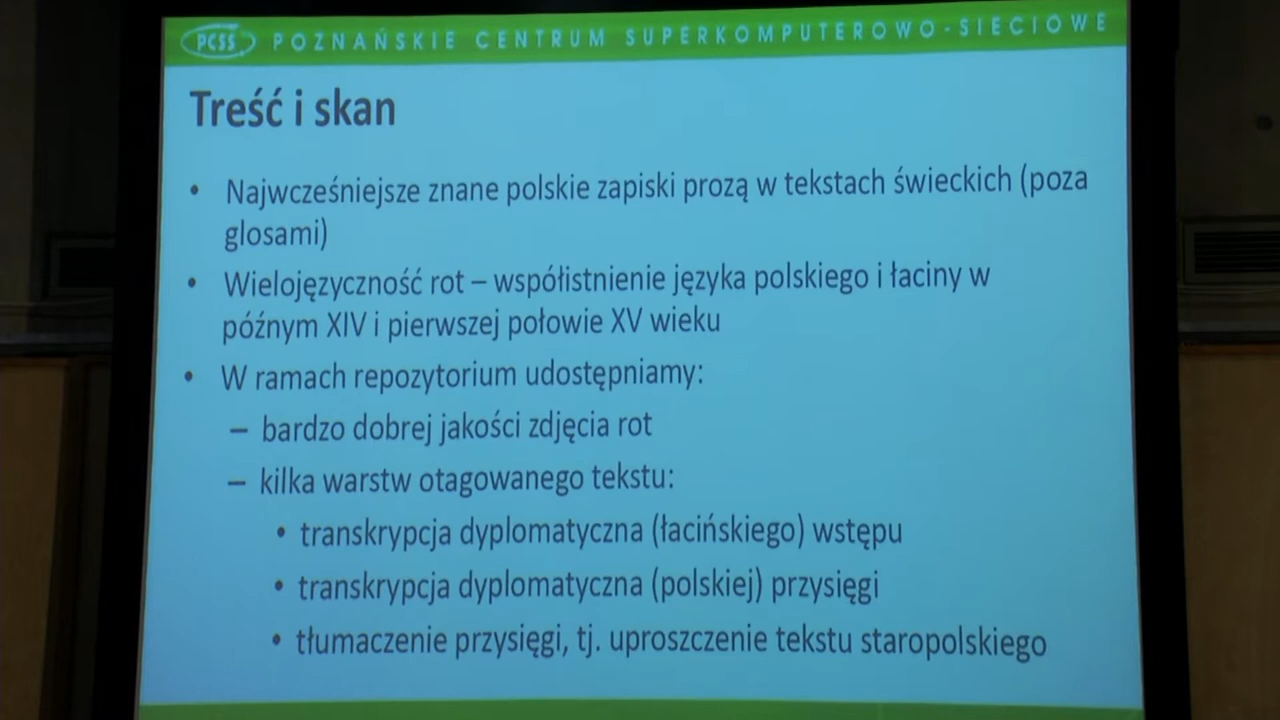 PCSS POZNAŃSKIE CENTRUM SUPERKOMPUTEROWO-SIECIOWE
Treść i skan
• Najwcześniejsze znane polskie zapiski prozą w tekstach świeckich (poza
glosami)
• Wielojęzyczność rot – współistnienie języka polskiego i łaciny w
późnym XIV i pierwszej połowie XV wieku
• W ramach repozytorium udostępniamy:
– bardzo dobrej jakości zdjęcia rot
– kilka warstw otagowanego tekstu:
• transkrypcja dyplomatyczna (łacińskiego) wstępu
• transkrypcja dyplomatyczna (polskiej) przysięgi
• tłumaczenie przysięgi, tj. uproszczenie tekstu staropolskiego